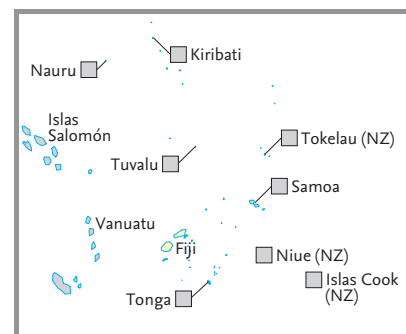 Kiribati
Nauru
Islas
Salomón
Tokelau (NZ)
Tuvalu
Samoa
Vanuatu
Fiji
Niue (NZ)
Islas Cook
(NZ)
Tonga